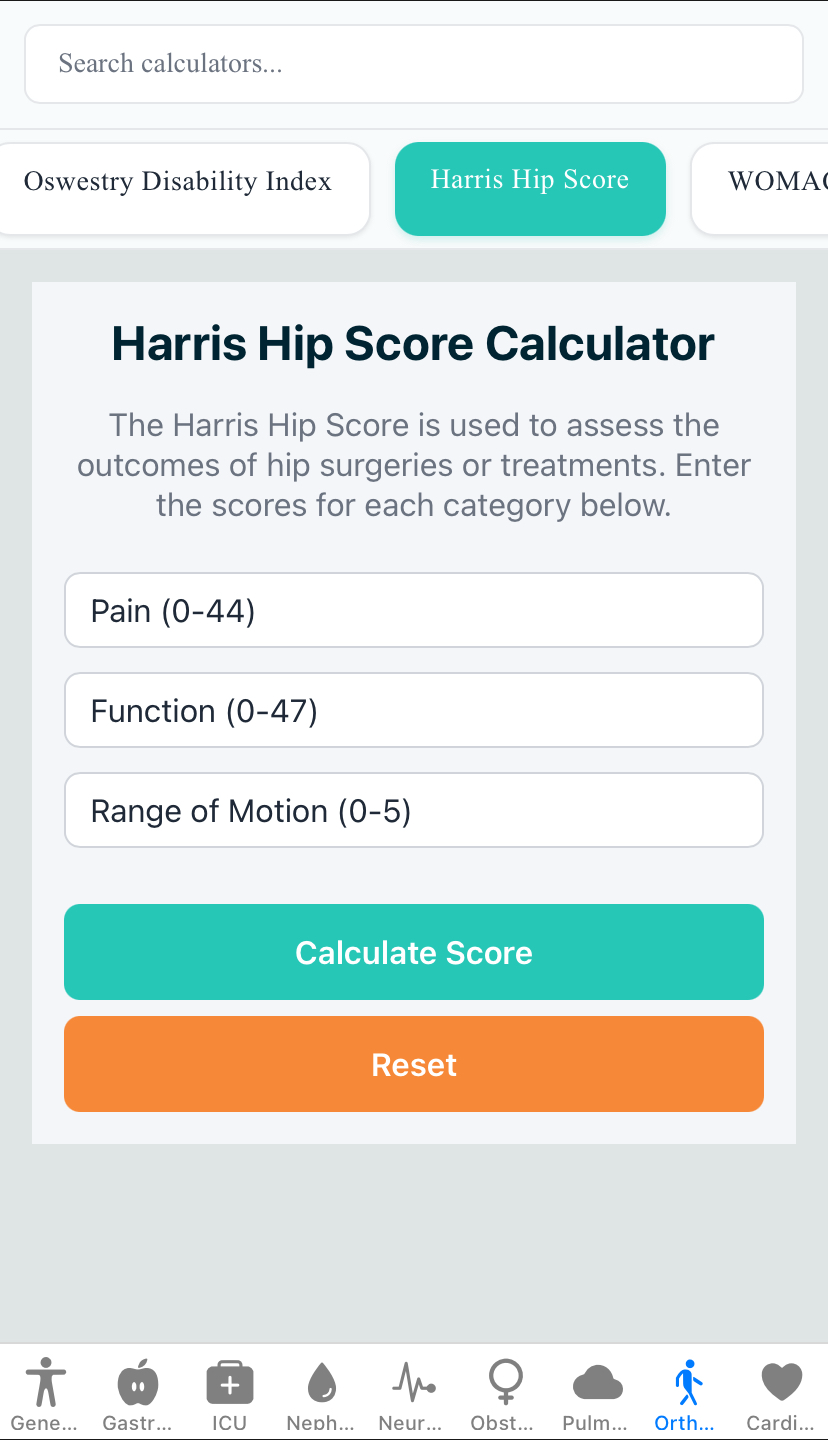 Search calculators...
Oswestry Disability Index
Harris Hip Score
WOMAC
Harris Hip Score Calculator
The Harris Hip Score is used to assess the
outcomes of hip surgeries or treatments. Enter
the scores for each category below.
Pain (0-44)
Function (0-47)
Range of Motion (0-5)
Calculate Score
Reset
Gene...
Gastr...
ICU
Neph...
Neur...
Obst...
Pulm...
Orth...
Cardi...